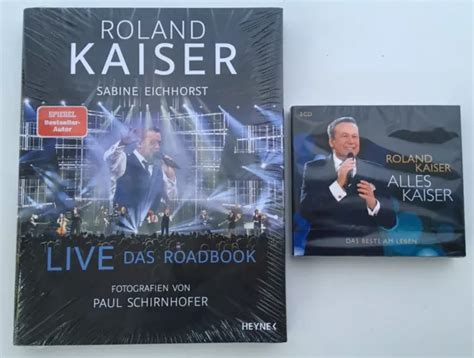 ROLAND
KAISER
SABINE EICHHORST
SPIEGEL
Bestseller-
Autor
LIVE DAS ROADBOOK
FOTOGRAFIEN VON
PAUL SCHIRNHOFER
HEYNE
3CD
ROLAND
KAISER
ALLES
KAISER
DAS BESTE AM LEBEN